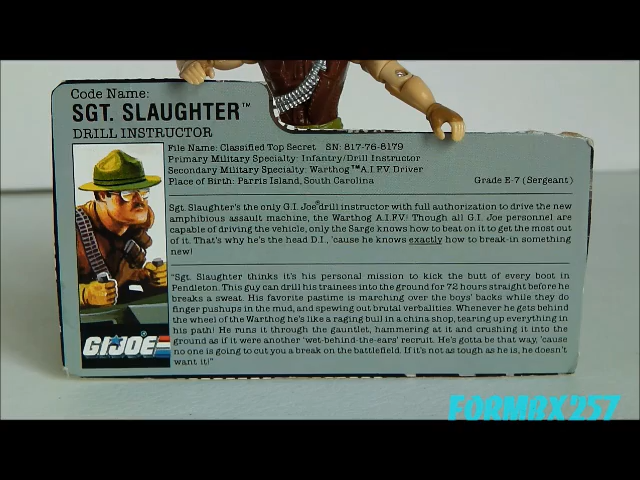 Code Name:
SGT. SLAUGHTER™
DRILL INSTRUCTOR
File Name: Classified Top Secret SN: 817-76-8179
Primary Military Specialty: Infantry/Drill Instructor
Secondary Military Specialty: Warthog™ A.I.F.V. Driver
Place of Birth: Parris Island, South Carolina Grade E-7 (Sergeant)
Sgt. Slaughter's the only G.I. Joe® drill instructor with full authorization to drive the new
amphibious assault machine, the Warthog A.I.F.V.! Though all G.I. Joe personnel are
capable of driving the vehicle, only the Sarge knows how to beat on it to get the most out
of it. That's why he's the head D.I., 'cause he knows exactly how to break-in something
new!
"Sgt. Slaughter thinks it's his personal mission to kick the butt of every boot in
Pendleton. This guy can drill his trainees into the ground for 72 hours straight before he
breaks a sweat. His favorite pastime is marching over the boys' backs while they do
finger pushups in the mud, and spewing out brutal verbalities. Whenever he gets behind
the wheel of the Warthog he's like a raging bull in a china shop, tearing up everything in
his path! He runs it through the gauntlet, hammering at it and crushing it into the
ground as if it were another 'wet-behind-the-ears' recruit. He's gotta be that way, 'cause
no one is going to cut you a break on the battlefield. If it's not as tough as he is, he doesn't
want it!"
G.I. JOE
FORMBX257